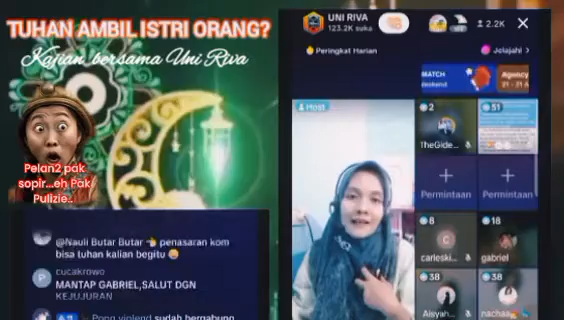 TUHAN AMBIL ISTRI ORANG?
Kajian bersama Uni Riva
Pelan2 pak
sopir...eh Pak
Pulizie..
@Nauli Butar Butar 👈 penasaran kom
bisa tuhan kalian begitu 😄
cucakrowo
MANTAP GABRIEL,SALUT DGN
KEJUJURAN
sudah bergabung
UNI RIVA
123.2K suka
2.2K
Peringkat Harian
Jelajahi >
MATCH
Weekend
Agency
21 - 31 A
Host
2
TheGide...
51
+
Permintaan
+
Permintaan
8
carleski...
18
gabriel
38
Aisyah...
38
nachaa